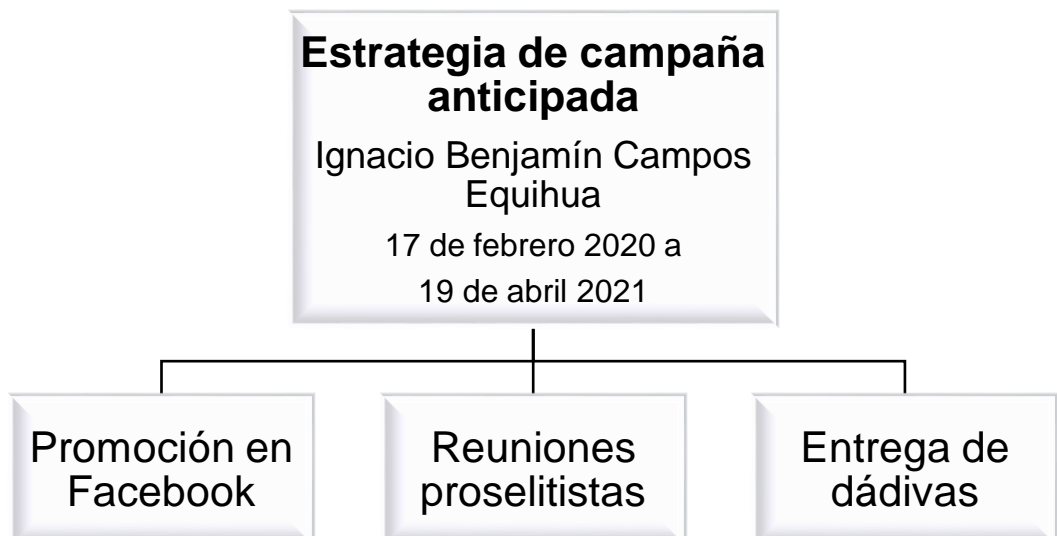 Estrategia de campaña
anticipada
Ignacio Benjamín Campos
Equihua
17 de febrero 2020 a
19 de abril 2021
Promoción en
Facebook
Reuniones
proselitistas
Entrega de
dádivas